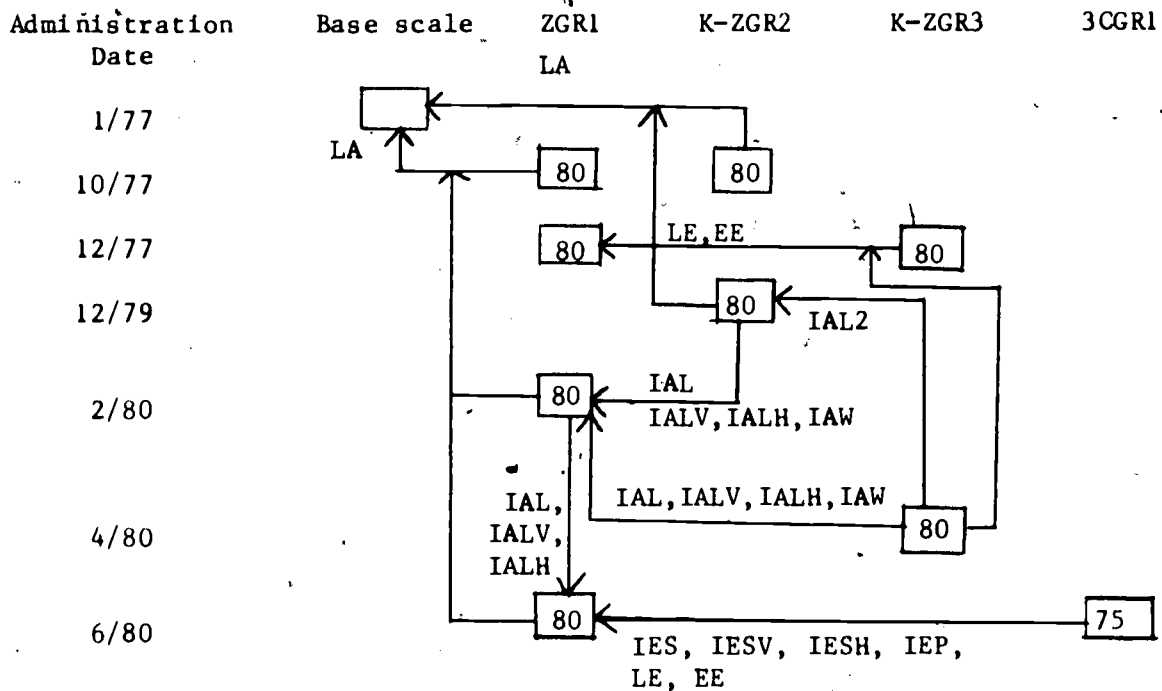 Administration Base scale ZGR1 K-ZGR2 K-ZGR3 3CGR1
Date
LA
1/77
LA
10/77 80 80
12/77 80 LE,EE 80
12/79 80
IAL2
2/80 80 IAL
IALV,IALH,IAW
IAL, IAL,IALV,IALH,IAW
4/80 IALV, 80
IALH
6/80 80 75
IES, IESV, IESH, IEP,
LE, EE